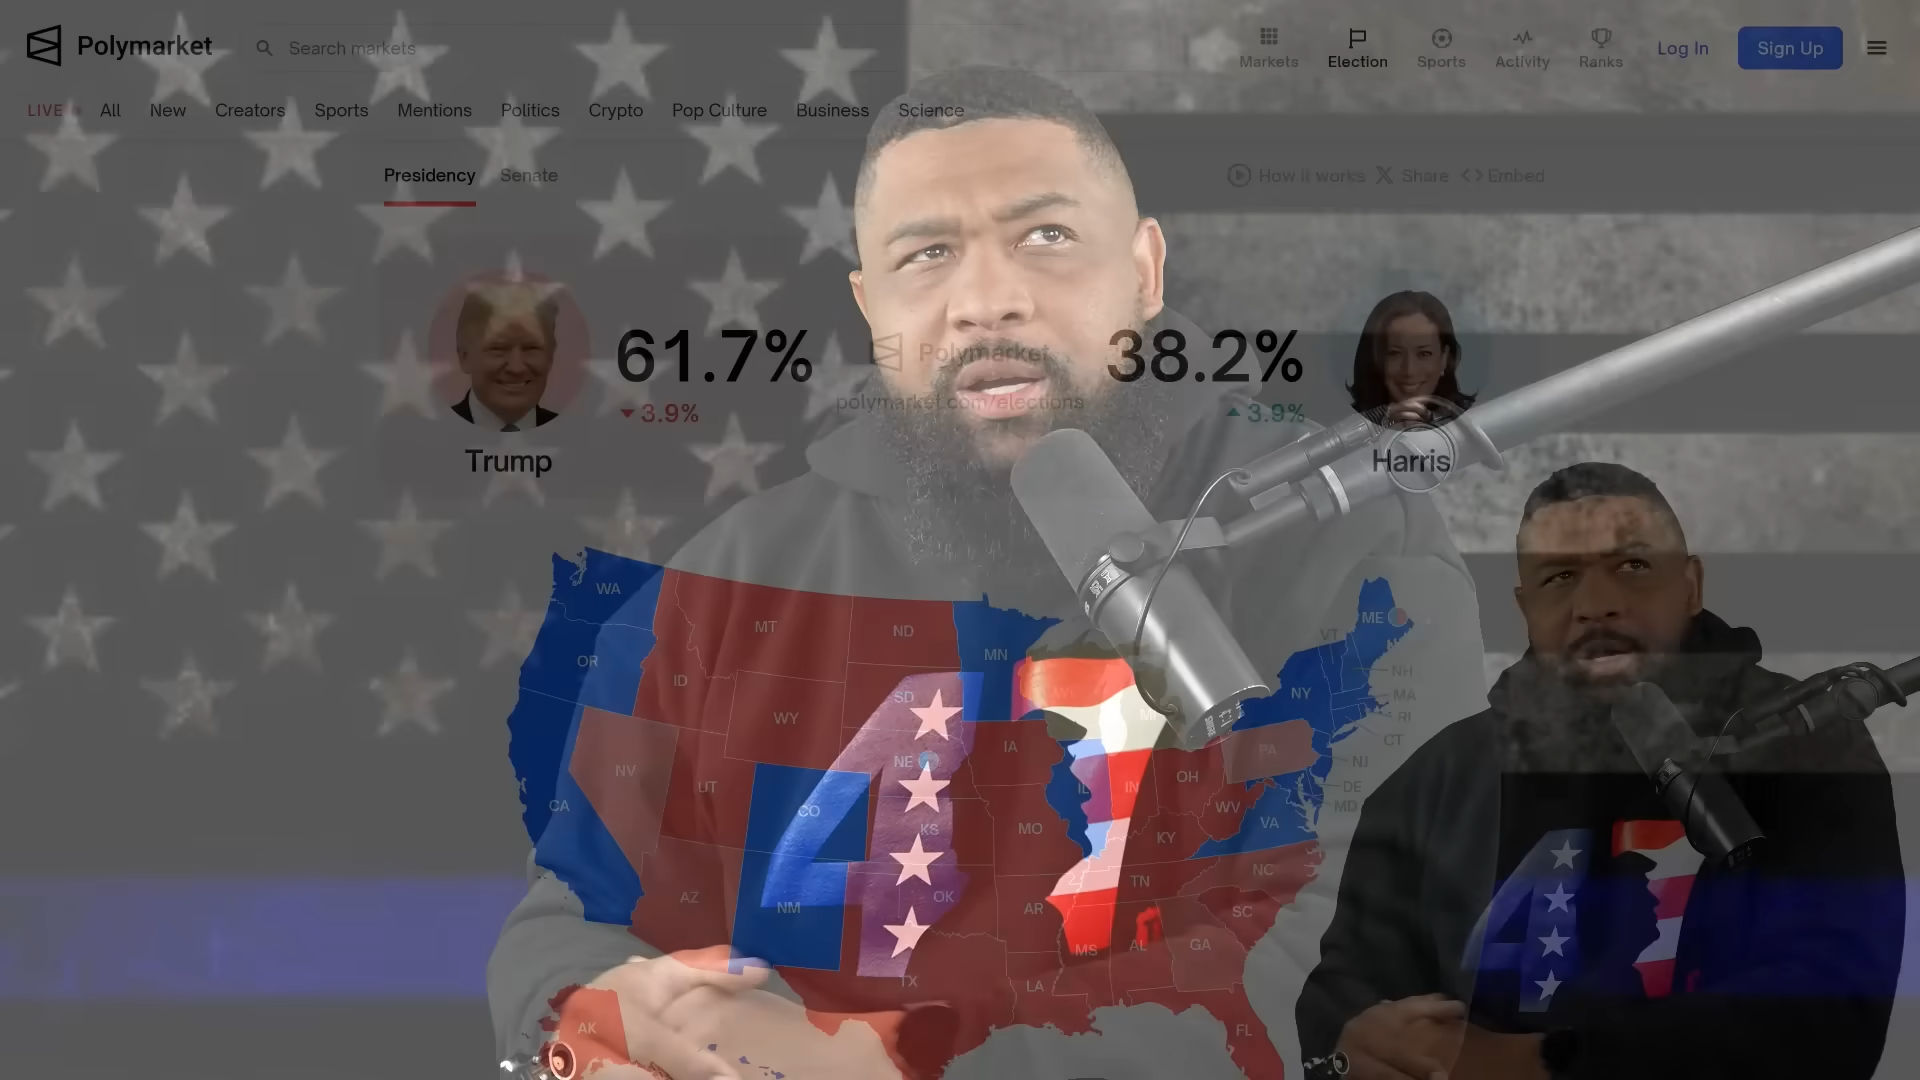 Polymarket
Search markets
Markets
Election
Sports
Activity
Ranks
Log In
Sign Up
LIVE
All
New
Creators
Sports
Mentions
Politics
Crypto
Pop Culture
Business
Science
Presidency
Senate
How it works
Share
Embed
61.7%
3.9%
Trump
Polymarket
polymarket.com/elections
38.2%
3.9%
Harris
WA
MT
ND
MN
VT
ME
OR
ID
SD
NH
WY
NY
MA
MI
RI
CT
IA
PA
NE
NJ
NV
UT
OH
IN
IL
DE
MD
CA
CO
WV
VA
KS
MO
KY
NC
TN
AZ
NM
OK
AR
SC
MS
AL
GA
TX
LA
AK
FL
47
47